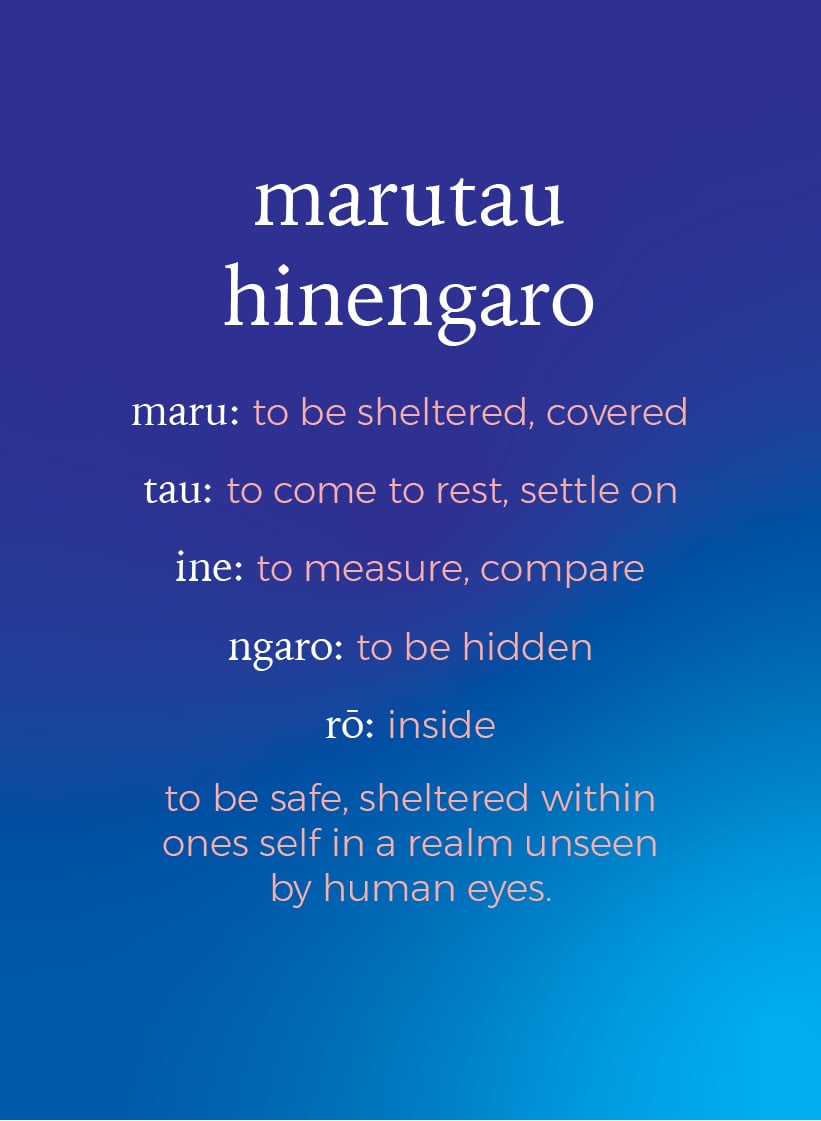 marutau
hinengaro
maru: to be sheltered, covered
tau: to come to rest, settle on
ine: to measure, compare
ngaro: to be hidden
rō: inside
to be safe, sheltered within
ones self in a realm unseen
by human eyes.